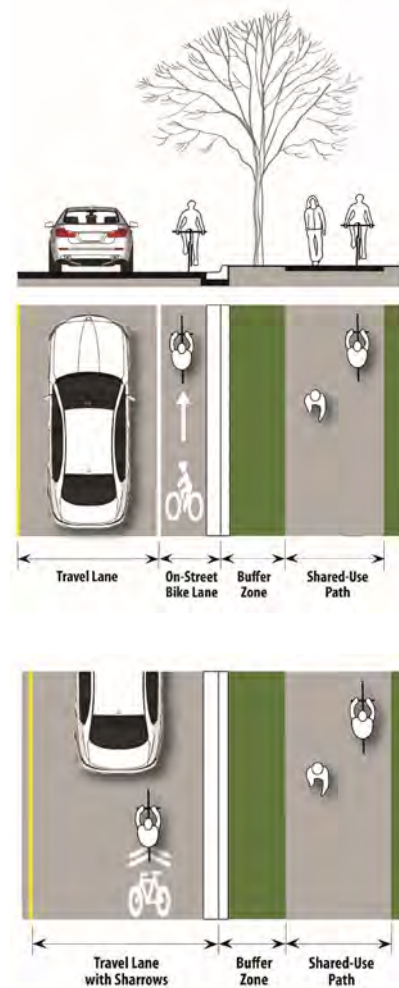 Travel Lane
On-Street
Bike Lane
Buffer
Zone
Shared-Use
Path
Travel Lane
with Sharrows
Buffer
Zone
Shared-Use
Path